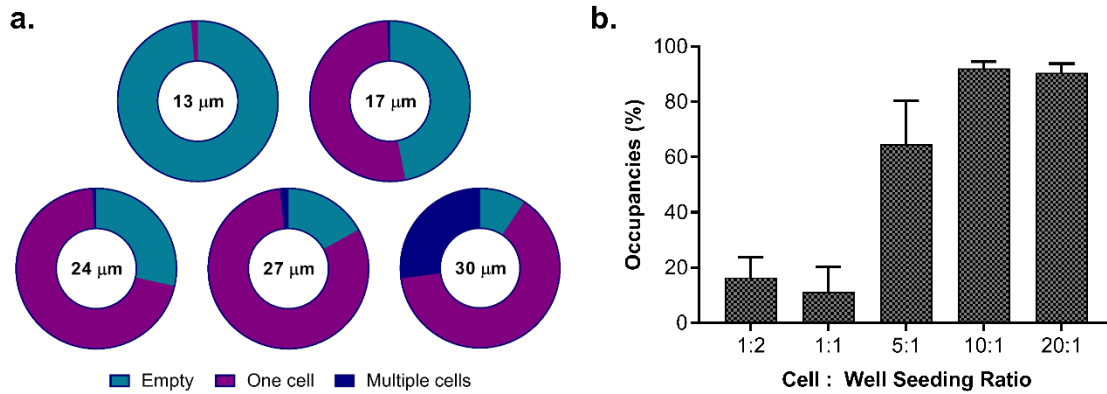 a.
13 μm
17 μm
24 μm
27 μm
30 μm
Empty
One cell
Multiple cells
b.
Occupancies (%)
100
80
60
40
20
0
1:2
1:1
5:1
10:1
20:1
Cell : Well Seeding Ratio